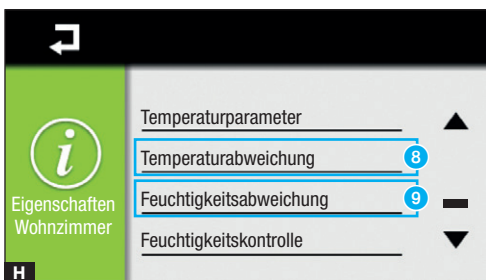 Eigenschaften
Wohnzimmer
Temperaturparameter
Temperaturabweichung 8
Feuchtigkeitsabweichung 9
Feuchtigkeitskontrolle
H